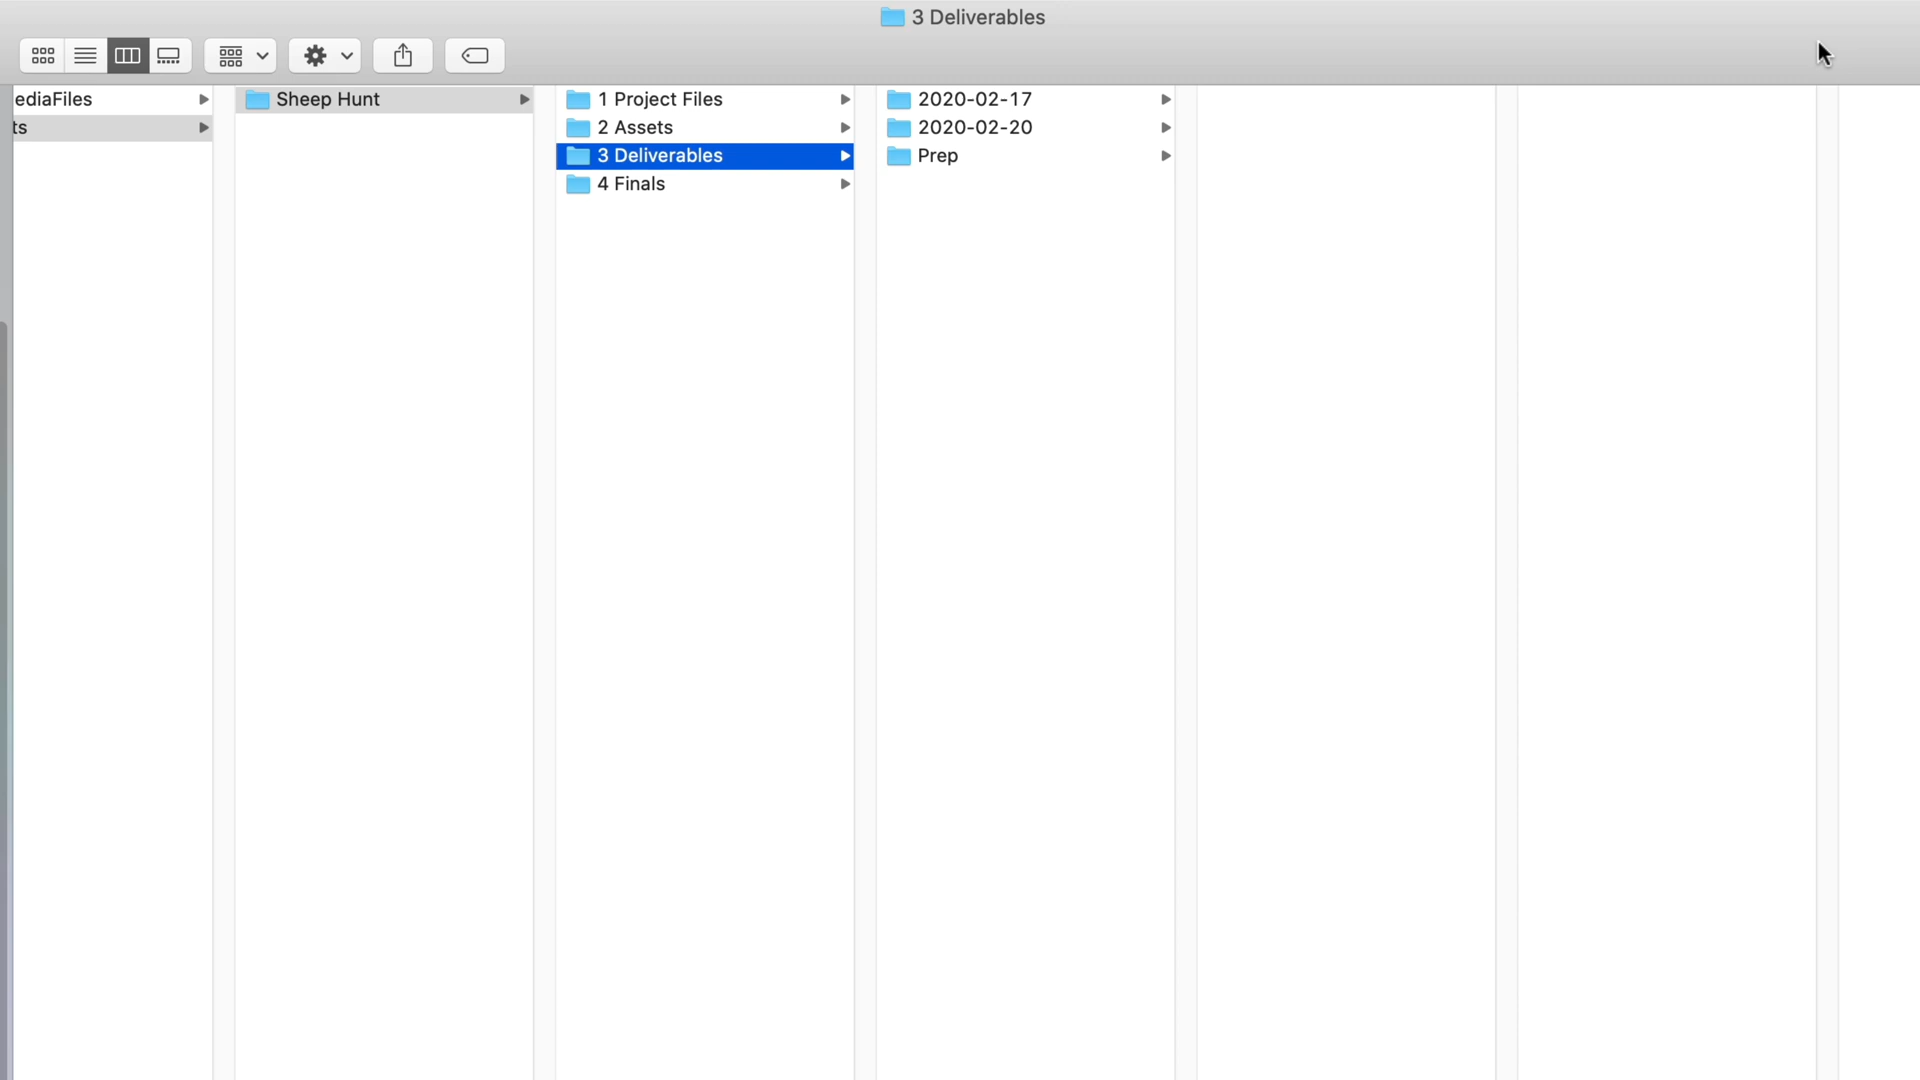 3 Deliverables
ediaFiles
ts
Sheep Hunt
1 Project Files
2 Assets
3 Deliverables
4 Finals
2020-02-17
2020-02-20
Prep